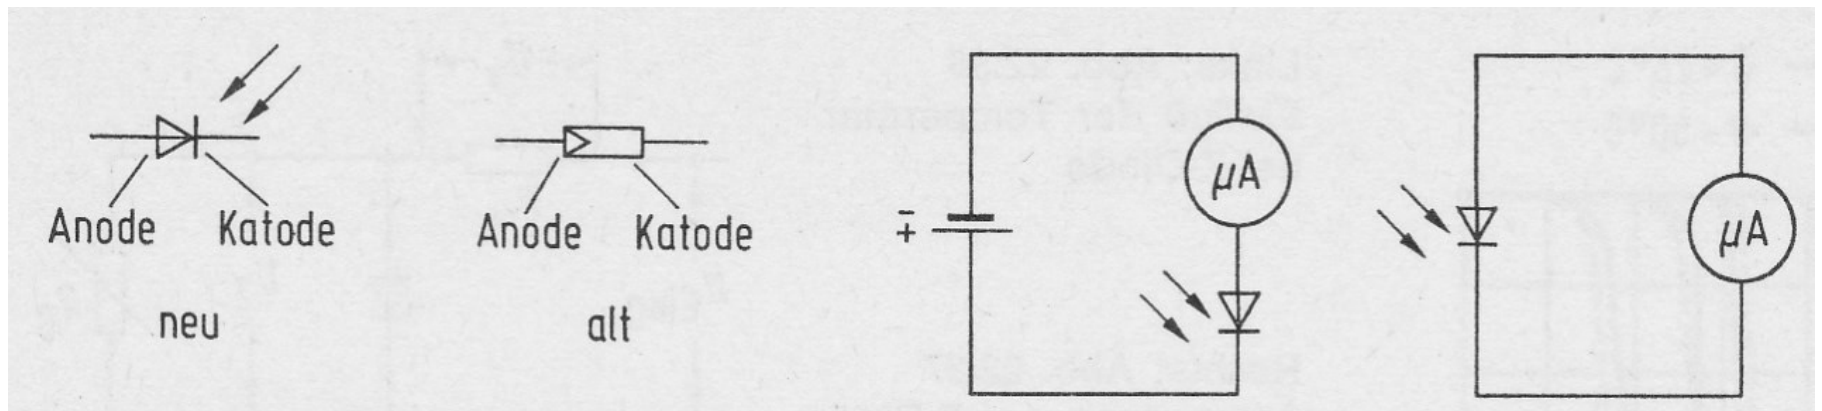 Anode Katode
neu
Anode Katode
alt
-
+
μA
μA